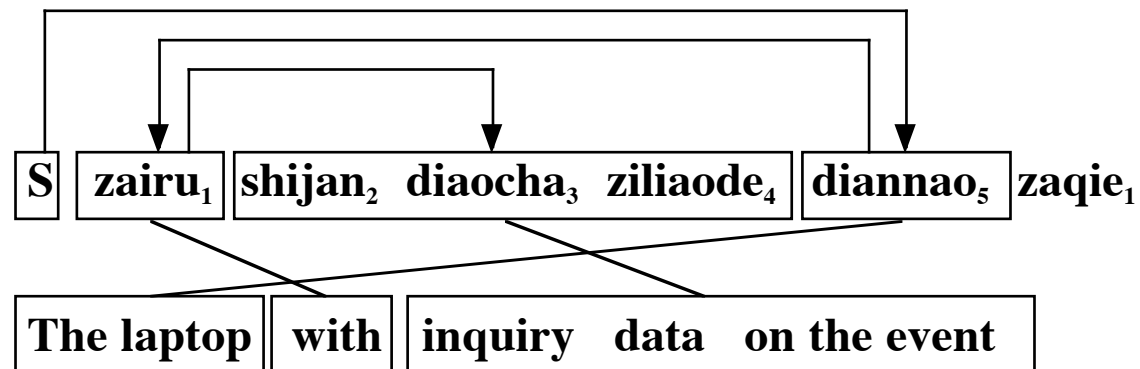 S zairu₁ shijan₂ diaocha₃ ziliaode₄ diannao₅ zaqie₁
The laptop with inquiry data on the event